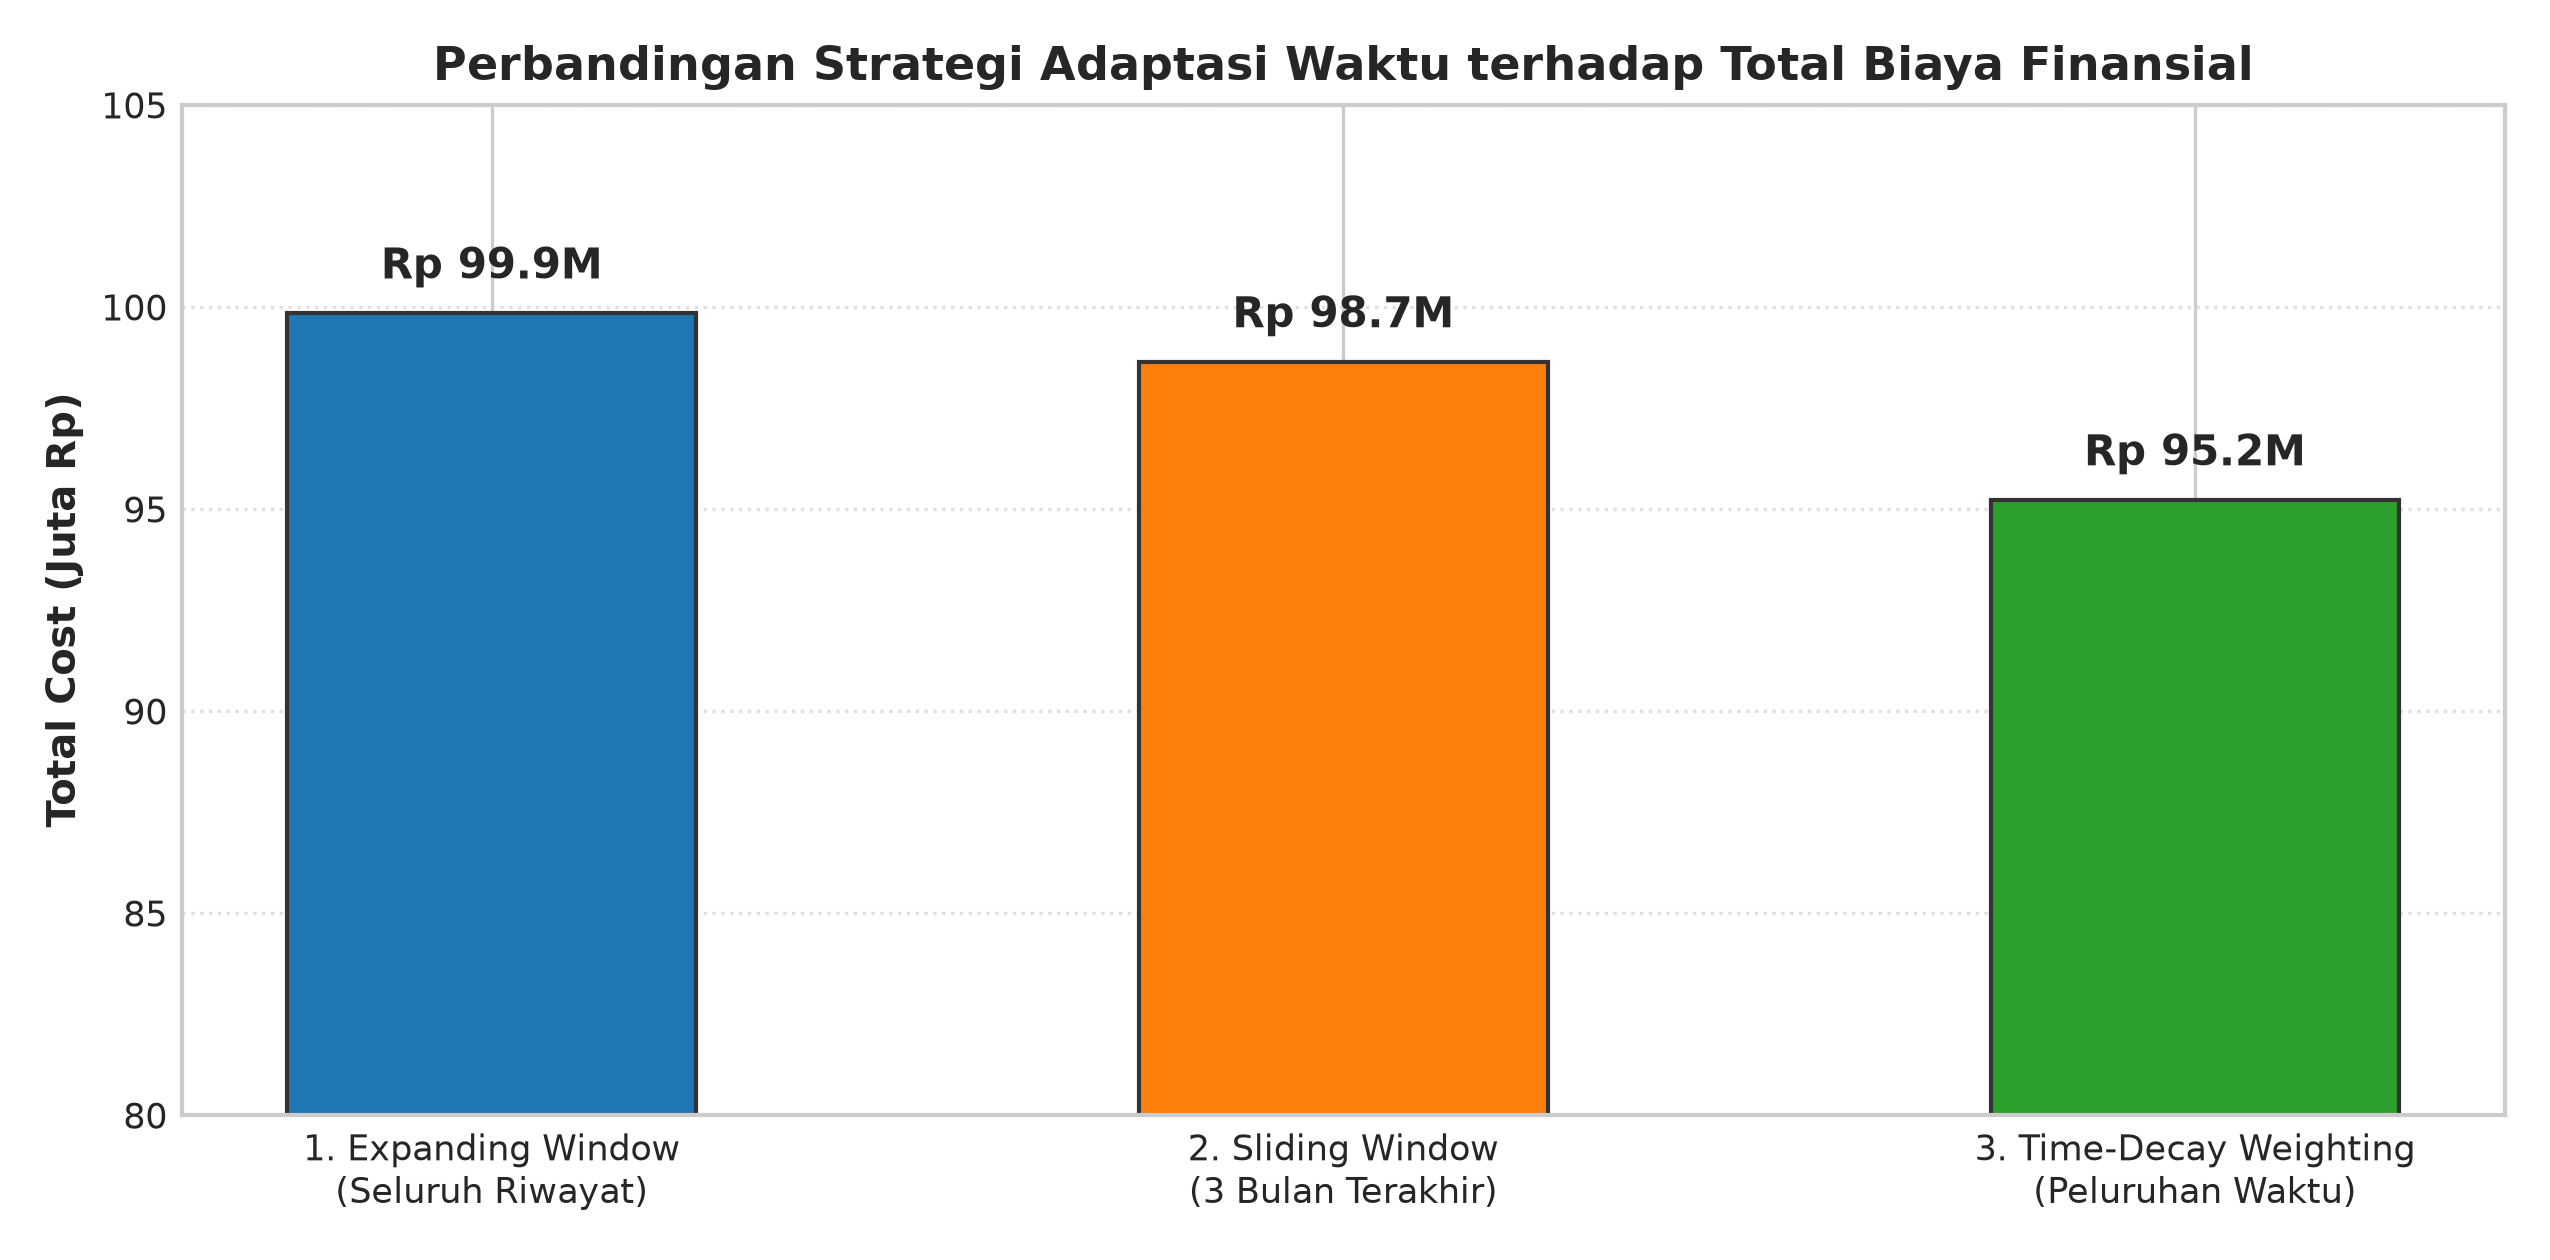 Perbandingan Strategi Adaptasi Waktu terhadap Total Biaya Finansial
Total Cost (Juta Rp)
105
100
95
90
85
80
Rp 99.9M
Rp 98.7M
Rp 95.2M
1. Expanding Window
(Seluruh Riwayat)
2. Sliding Window
(3 Bulan Terakhir)
3. Time-Decay Weighting
(Peluruhan Waktu)